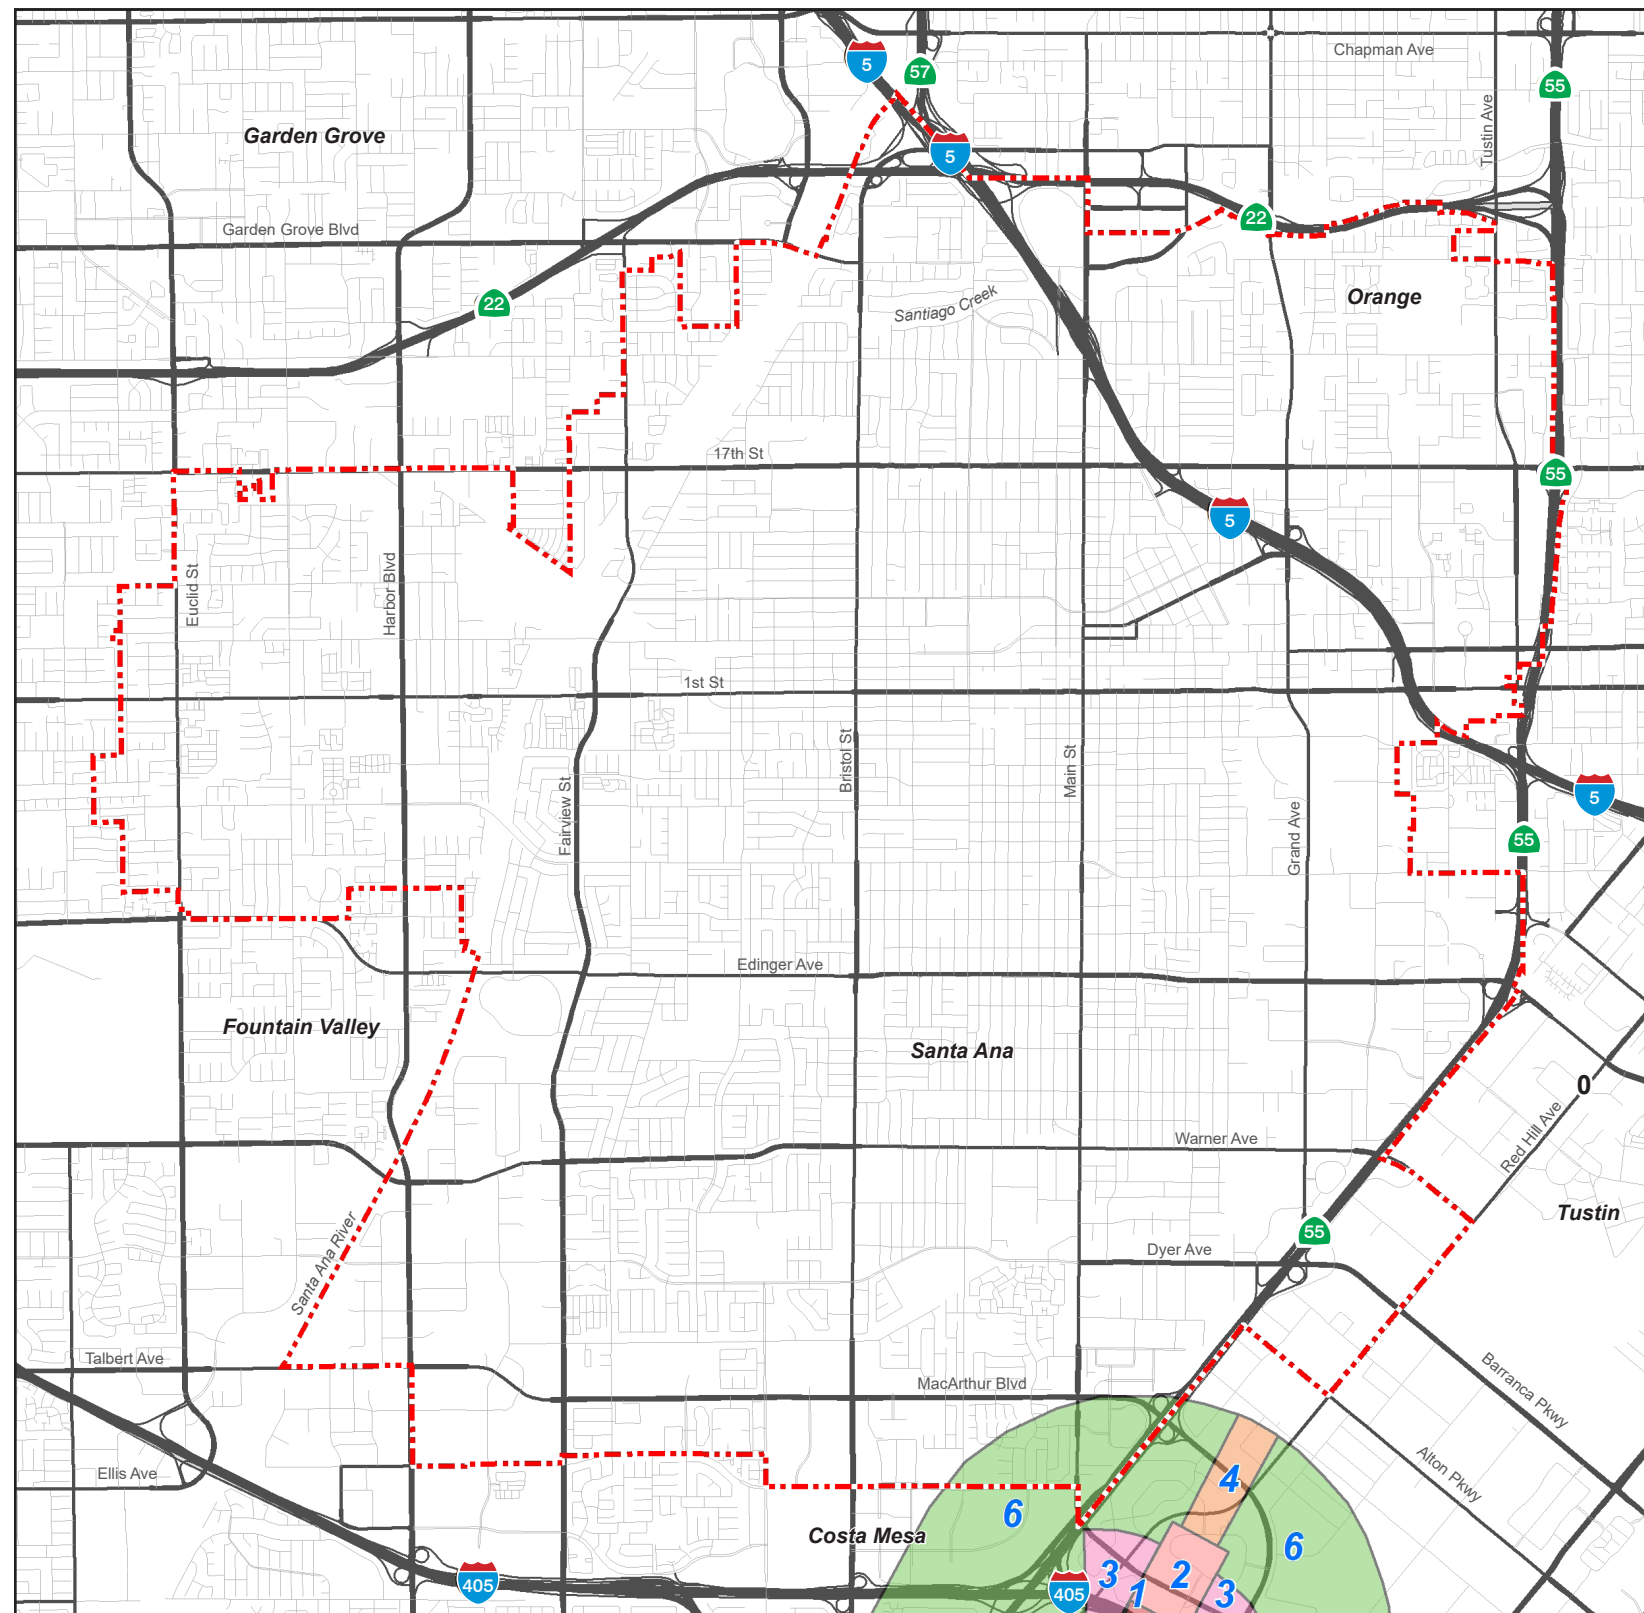 Chapman Ave
5
57
55
Tustin Ave
Garden Grove
5
22
Garden Grove Blvd
Orange
22
Santiago Creek
17th St
55
5
Euclid St
Harbor Blvd
1st St
Bristol St
Main St
Fairview St
Grand Ave
5
55
Edinger Ave
Fountain Valley
Santa Ana
0
Red Hill Ave
Warner Ave
Tustin
Santa Ana River
55
Dyer Ave
Talbert Ave
MacArthur Blvd
Barranca Pkwy
Ellis Ave
Alton Pkwy
4
6
Costa Mesa
6
405
405
3
1
2
3